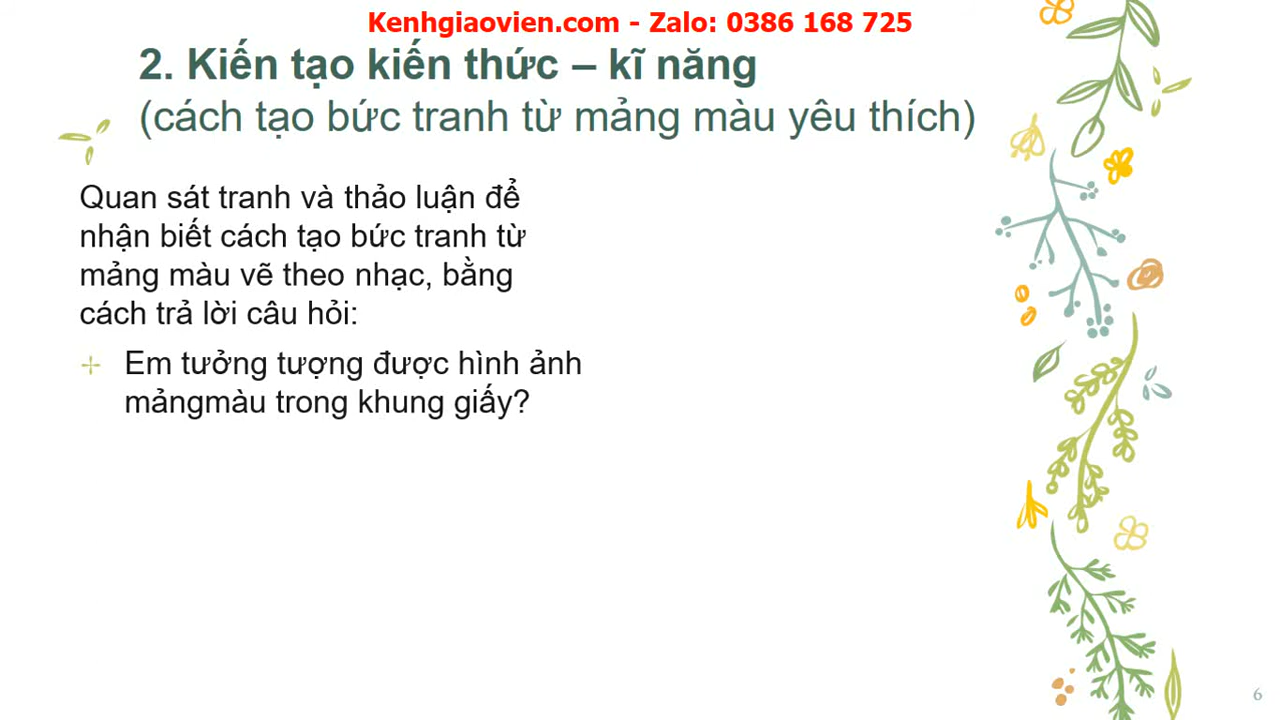 Kenhgiaovien.com - Zalo: 0386 168 725
2. Kiến tạo kiến thức – kĩ năng
(cách tạo bức tranh từ mảng màu yêu thích)
Quan sát tranh và thảo luận để
nhận biết cách tạo bức tranh từ
mảng màu vẽ theo nhạc, bằng
cách trả lời câu hỏi:
Em tưởng tượng được hình ảnh
mảngmàu trong khung giấy?
6